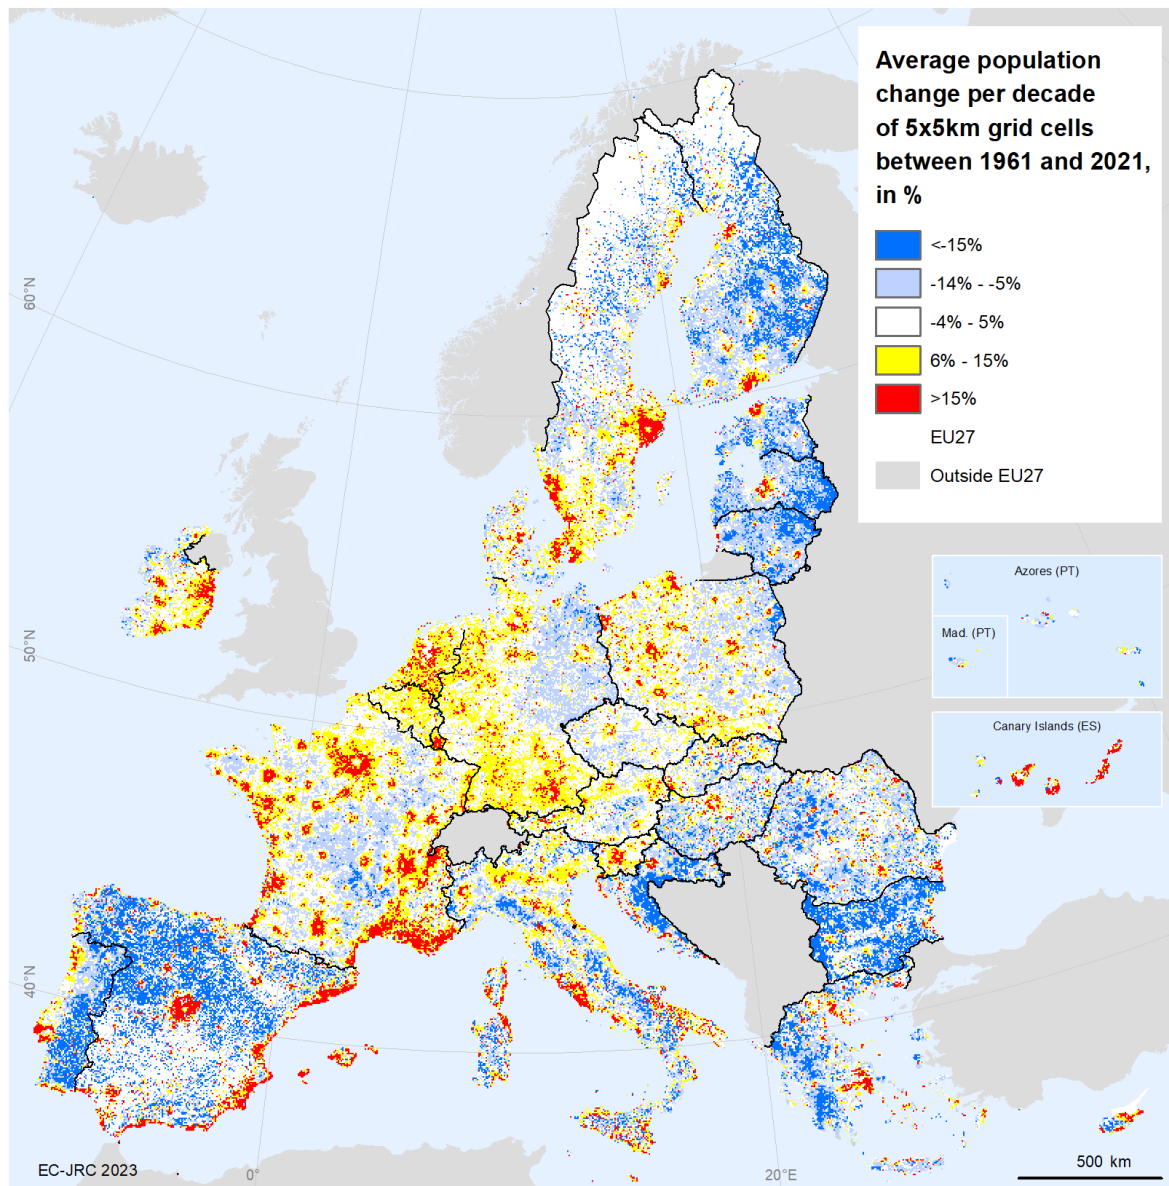 Average population
change per decade
of 5x5km grid cells
between 1961 and 2021,
in %
<-15%
-14% - -5%
-4% - 5%
6% - 15%
>15%
EU27
Outside EU27
60°N
50°N
40°N
Azores (PT)
Mad. (PT)
Canary Islands (ES)
EC-JRC 2023
0°
20°E
500 km